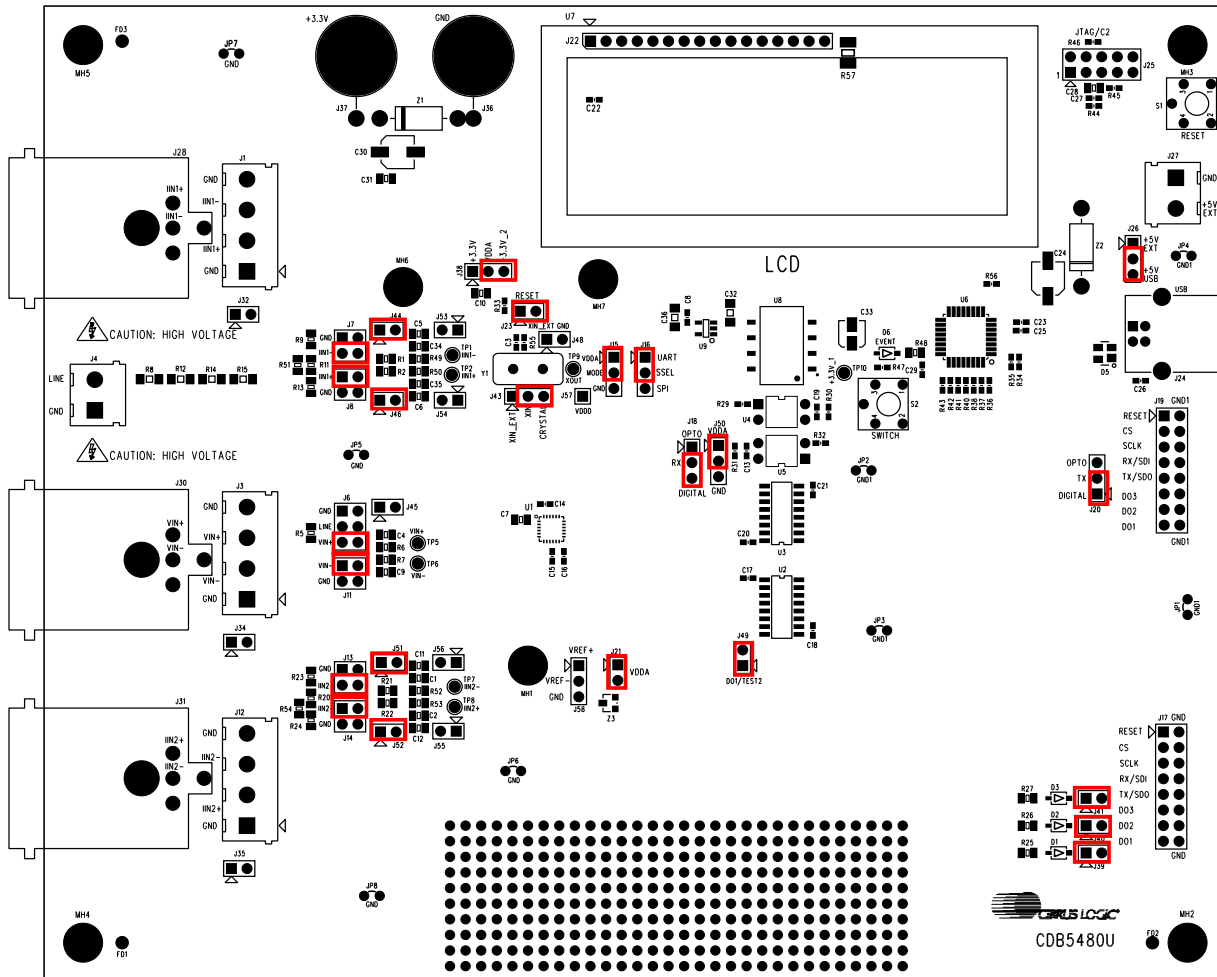 +3.3V
GND
U7
JTAG/C2
FD3
MH5
JP7
GND
J22
R57
R46
J25
1
C28
C27
R45
R44
MH3
S1
3
1
4
2
RESET
J37
Z1
J36
C22
C30
C31
J28
J1
GND
IIN1-
IIN1+
GND
IIN1+
IIN1-
J27
GND
+5V
EXT
J26
+5V
EXT
+5V
USB
JP4
GND1
Z2
C24
LCD
J38
+3.3V
VDDA
3.3V_2
MH6
MH7
C10
R33
RESET
J23
XIN_EXT
GND
J48
C3
R55
TP9
XOUT
Y1
J43
J57
VDDD
XIN_EXT
XIN
CRYSTAL
J32
CAUTION: HIGH VOLTAGE
J4
LINE
GND
R8
R12
R14
R15
CAUTION: HIGH VOLTAGE
R9
R51
R11
R13
J7
GND
IIN1-
IIN1+
GND
J8
J44
C5
C34
R1
R49
R2
R50
C35
C6
J46
J53
TP1
IIN1-
TP2
IIN1+
J54
J15
VDDA
MODE
GND
J16
UART
SSEL
SPI
C36
C8
U9
C32
U8
C33
D6
EVENT
R48
R47
C29
+3.3V_1
TP10
3
1
4
2
S2
SWITCH
U6
R56
C23
C25
R35
R34
R43
R42
R41
R40
R38
R37
R36
USB
D5
C26
J24
R29
U4
C19
R30
U5
R32
R31
C13
J18
OPTO
RX
DIGITAL
J50
VDDA
GND
JP2
GND1
C21
C20
U3
C17
U2
C18
J19
GND1
RESET
CS
SCLK
RX/SDI
TX/SDO
DO3
DO2
DO1
GND1
OPTO
TX
DIGITAL
J20
JP5
GND
J30
J3
GND
VIN+
VIN-
GND
VIN+
VIN-
J6
GND
LINE
VIN+
VIN-
GND
J11
R5
J45
C4
R6
R7
C9
VIN+
TP5
TP6
VIN-
U1
C7
C14
C15
C16
J34
JP1
GND1
JP3
GND1
J49
DO1/TEST2
J51
J56
J13
GND
IIN2
IIN2
GND
J14
R23
R20
R54
R24
C11
C1
R21
R52
R53
R22
C2
C12
J52
J55
TP7
IIN2-
TP8
IIN2+
MH1
VREF+
VREF-
GND
J58
J21
VDDA
Z3
J31
J12
GND
IIN2-
IIN2+
GND
IIN2+
IIN2-
J35
JP6
GND
JP8
GND
J17
GND
RESET
CS
SCLK
RX/SDI
TX/SDO
DO3
DO2
DO1
GND
R27
D3
J41
R26
D2
J40
R25
D1
J39
CIRRUS LOGIC®
CDB5480U
MH4
FD1
FD2
MH2